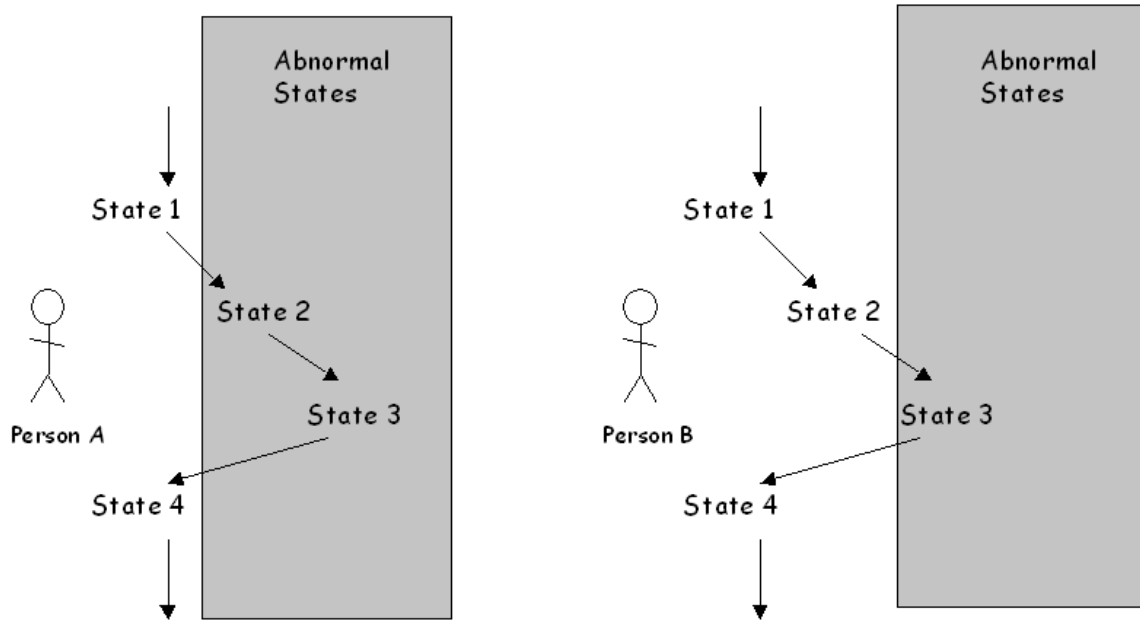 Abnormal
States
State 1
State 2
State 3
Person A
State 4
Abnormal
States
State 1
State 2
State 3
Person B
State 4